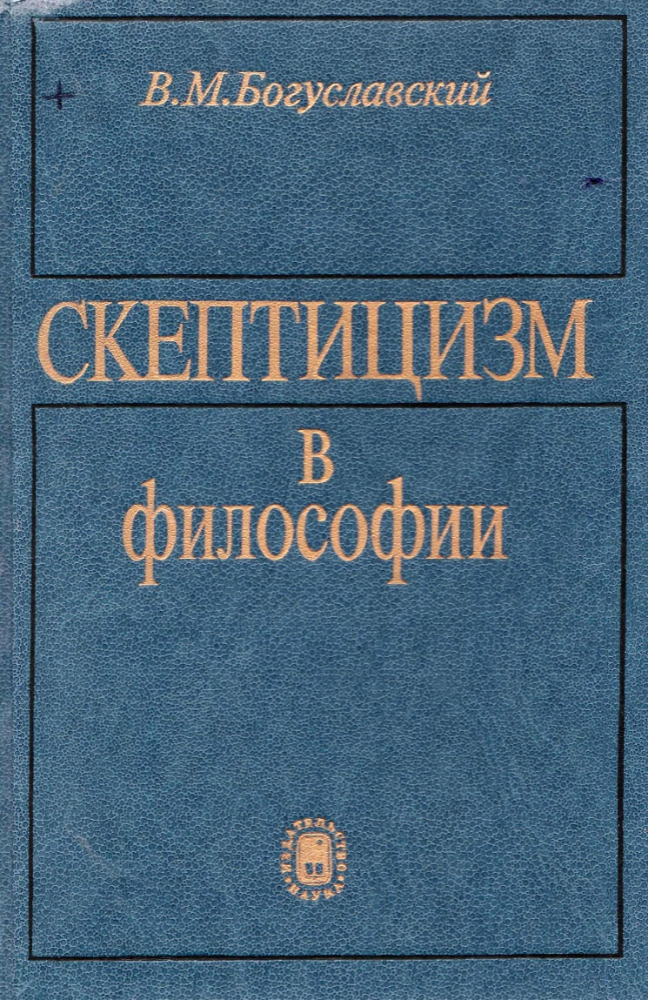 В.М.Богуславский
СКЕПТИЦИЗМ
в
философии
ИЗДАТЕЛЬСТВО
НАУКА